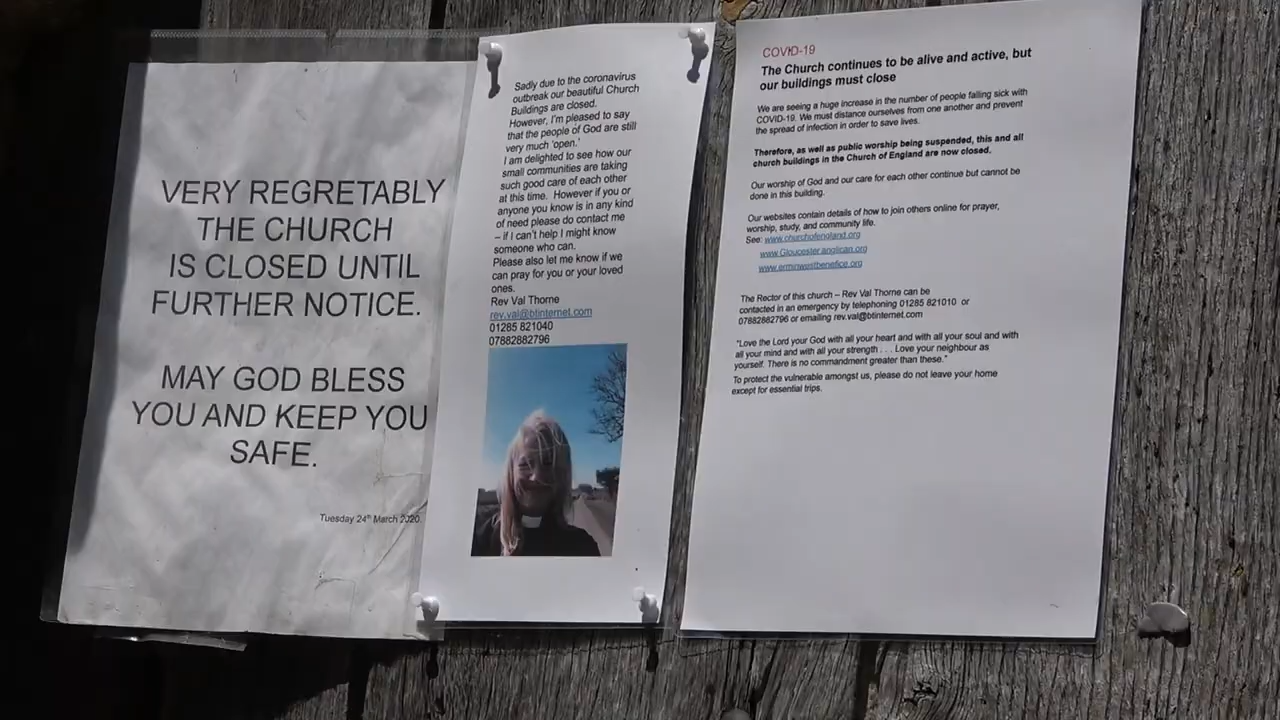 VERY REGRETABLY
THE CHURCH
IS CLOSED UNTIL
FURTHER NOTICE.
MAY GOD BLESS
YOU AND KEEP YOU
SAFE.
Tuesday 24th March 2020
Sadly due to the coronavirus
outbreak our beautiful Church
Buildings are closed.
However, I'm pleased to say
that the people of God are still
very much 'open.'
I am delighted to see how our
small communities are taking
such good care of each other
at this time. However if you or
anyone you know is in any kind
of need please do contact me
– if I can't help I might know
someone who can.
Please also let me know if we
can pray for you or your loved
ones.
Rev Val Thorne
rev.val@btinternet.com
01285 821040
07882882796
COVID-19
The Church continues to be alive and active, but
our buildings must close
We are seeing a huge increase in the number of people falling sick with
COVID-19. We must distance ourselves from one another and prevent
the spread of infection in order to save lives.
Therefore, as well as public worship being suspended, this and all
church buildings in the Church of England are now closed.
Our worship of God and our care for each other continue but cannot be
done in this building.
Our websites contain details of how to join others online for prayer,
worship, study, and community life.
See: www.churchofengland.org
www.Gloucester.anglican.org
www.erminwestbenefice.org
The Rector of this church – Rev Val Thorne can be
contacted in an emergency by telephoning 01285 821010 or
07882882796 or emailing rev.val@btinternet.com
"Love the Lord your God with all your heart and with all your soul and with
all your mind and with all your strength . . . Love your neighbour as
yourself. There is no commandment greater than these."
To protect the vulnerable amongst us, please do not leave your home
except for essential trips.